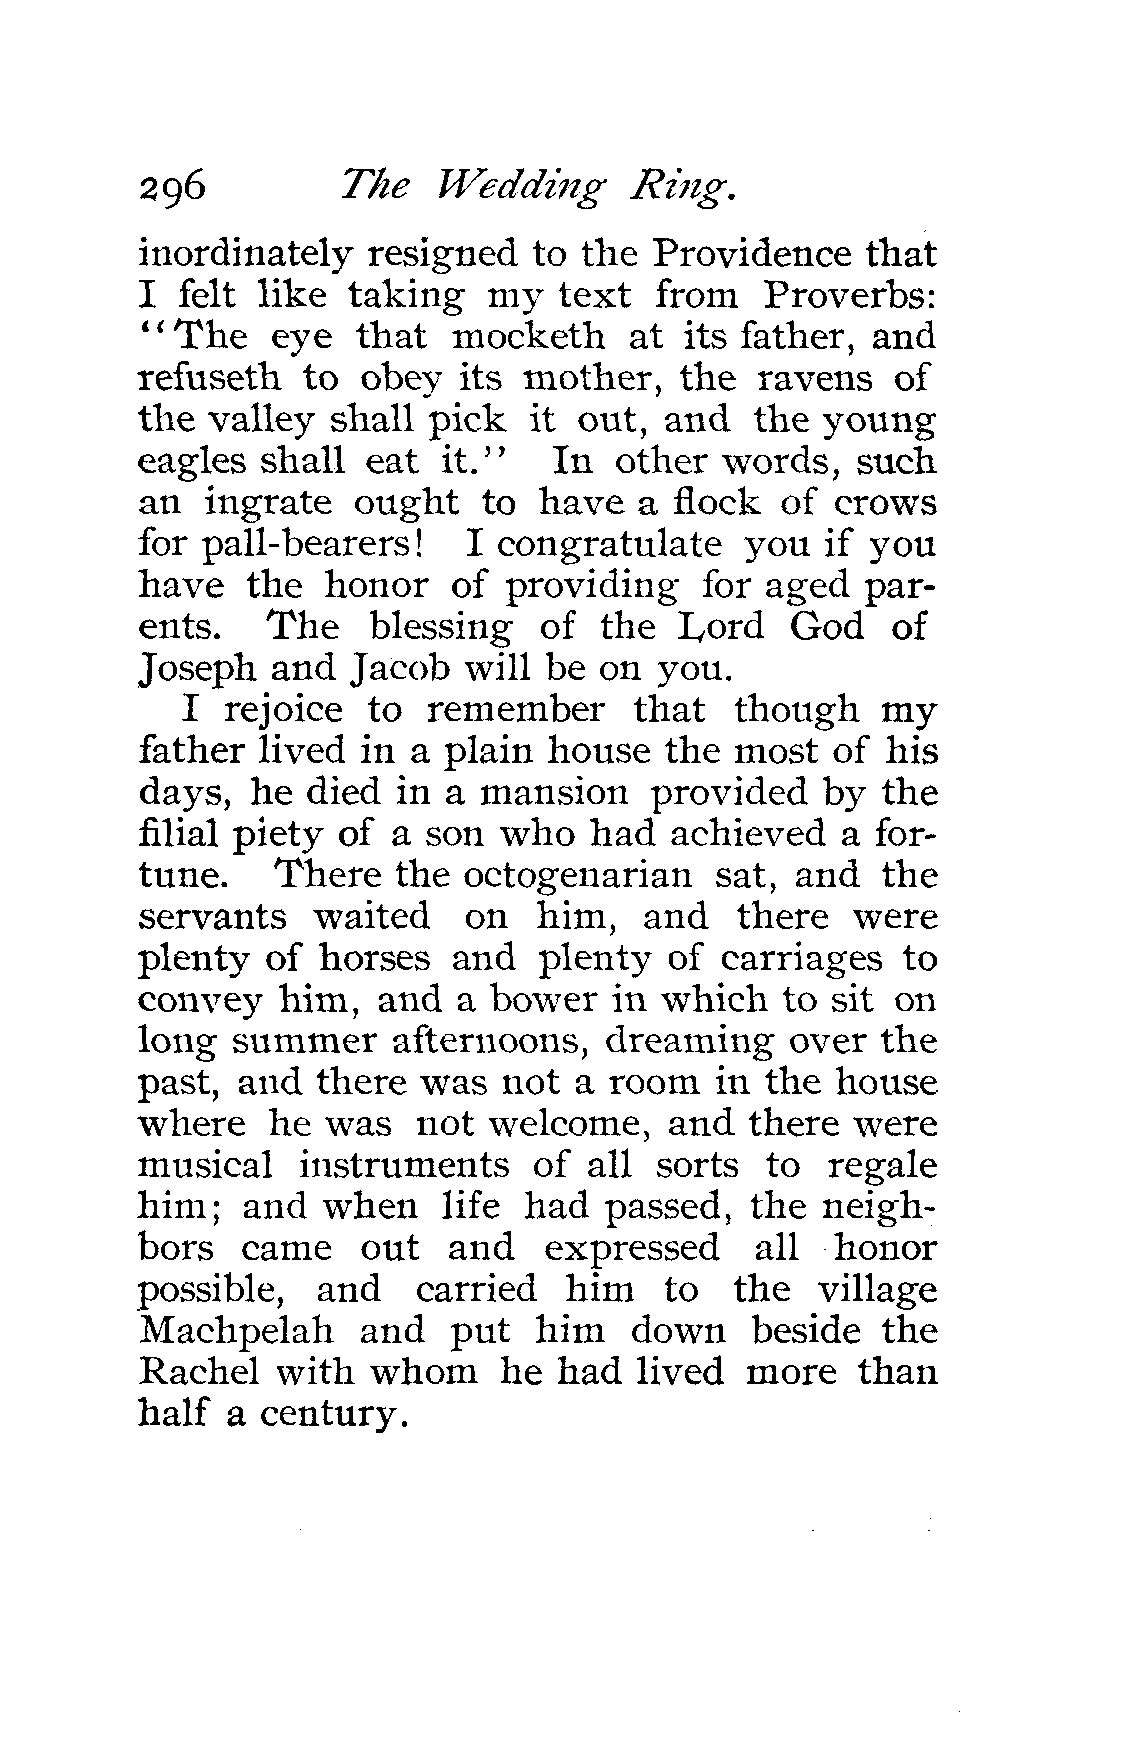 296 The Wedding Ring.
inordinately resigned to the Providence that
I felt like taking my text from Proverbs:
"The eye that mocketh at its father, and
refuseth to obey its mother, the ravens of
the valley shall pick it out, and the young
eagles shall eat it." In other words, such
an ingrate ought to have a flock of crows
for pall-bearers! I congratulate you if you
have the honor of providing for aged par-
ents. The blessing of the Lord God of
Joseph and Jacob will be on you.
I rejoice to remember that though my
father lived in a plain house the most of his
days, he died in a mansion provided by the
filial piety of a son who had achieved a for-
tune. There the octogenarian sat, and the
servants waited on him, and there were
plenty of horses and plenty of carriages to
convey him, and a bower in which to sit on
long summer afternoons, dreaming over the
past, and there was not a room in the house
where he was not welcome, and there were
musical instruments of all sorts to regale
him; and when life had passed, the neigh-
bors came out and expressed all honor
possible, and carried him to the village
Machpelah and put him down beside the
Rachel with whom he had lived more than
half a century.